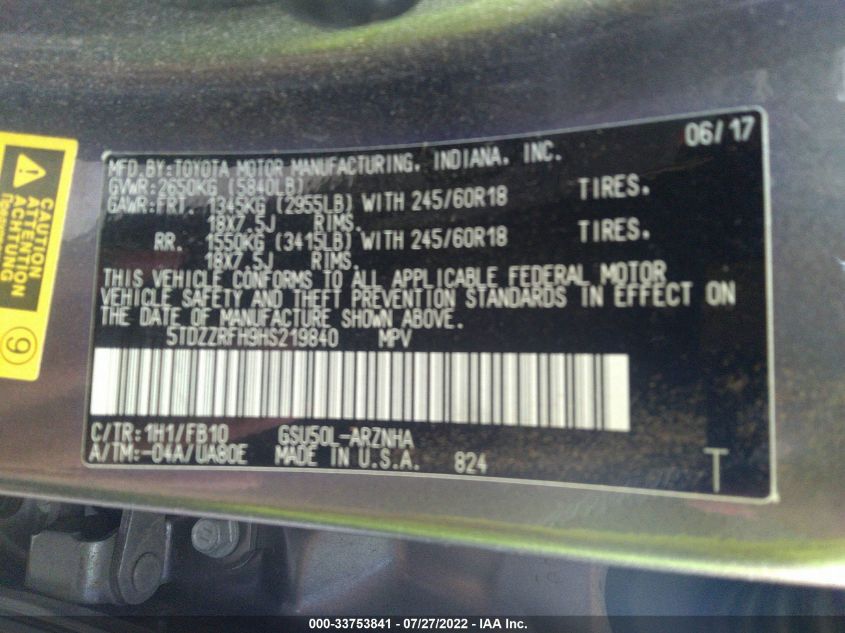 06/17
MFD.BY:TOYOTA MOTOR MANUFACTURING, INDIANA, INC.
GVWR:2650KG (5840LB)
GAWR:FRT. 1345KG (2955LB) WITH 245/60R18 TIRES.
18X7.5J RIMS.
RR. 1550KG (3415LB) WITH 245/60R18 TIRES.
18X7.5J RIMS.
THIS VEHICLE CONFORMS TO ALL APPLICABLE FEDERAL MOTOR
VEHICLE SAFETY AND THEFT PREVENTION STANDARDS IN EFFECT ON
THE DATE OF MANUFACTURE SHOWN ABOVE.
5TDZZRFH9HS219840 MPV
C/TR:1H1/FB10 GSU50L-ARZNHA
A/TM:-04A/UA80E MADE IN U.S.A. 824
T
CAUTION
ATTENTION
ACHTUNG
9
000-33753841 - 07/27/2022 - IAA Inc.